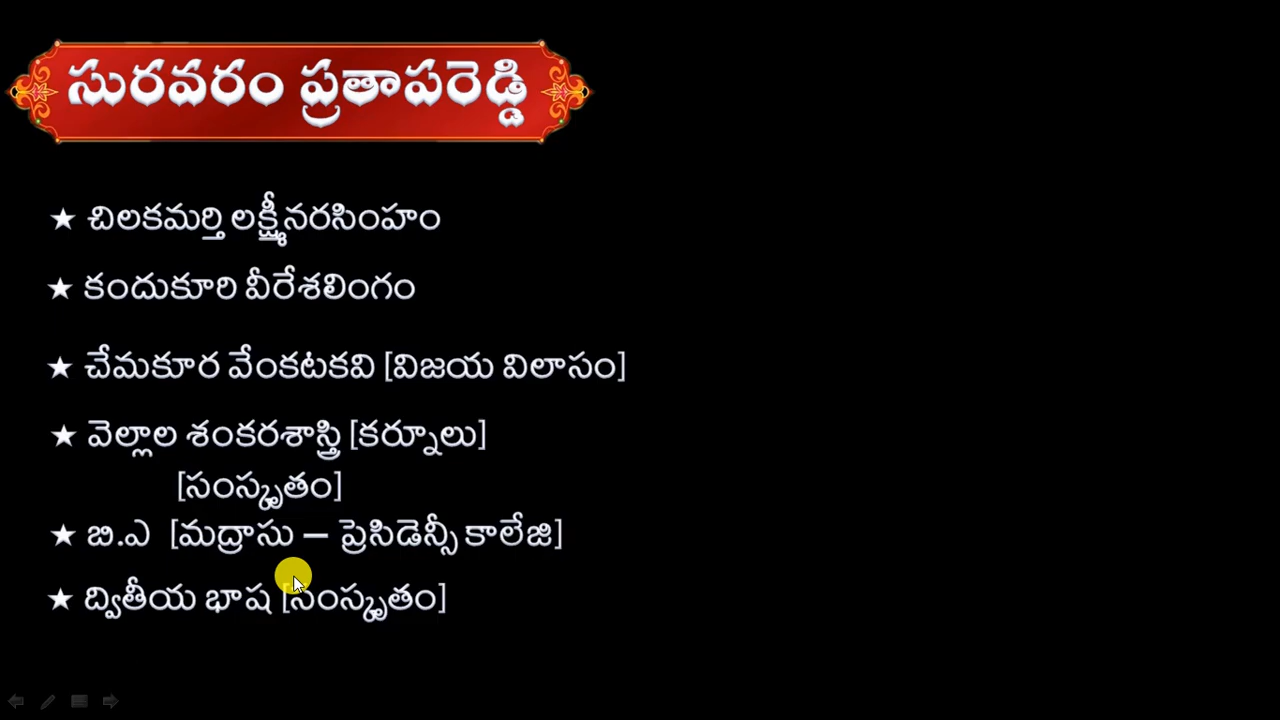 సురవరం ప్రతాపరెడ్డి
★ చిలకమర్తి లక్ష్మీనరసింహం
★ కందుకూరి వీరేశలింగం
★ చేమకూర వేంకటకవి [విజయ విలాసం]
★ వెల్లాల శంకరశాస్త్రి [కర్నూలు]
[సంస్కృతం]
★ బి.ఎ [మద్రాసు – ప్రెసిడెన్సీ కాలేజి]
★ ద్వితీయ భాష [సంస్కృతం]